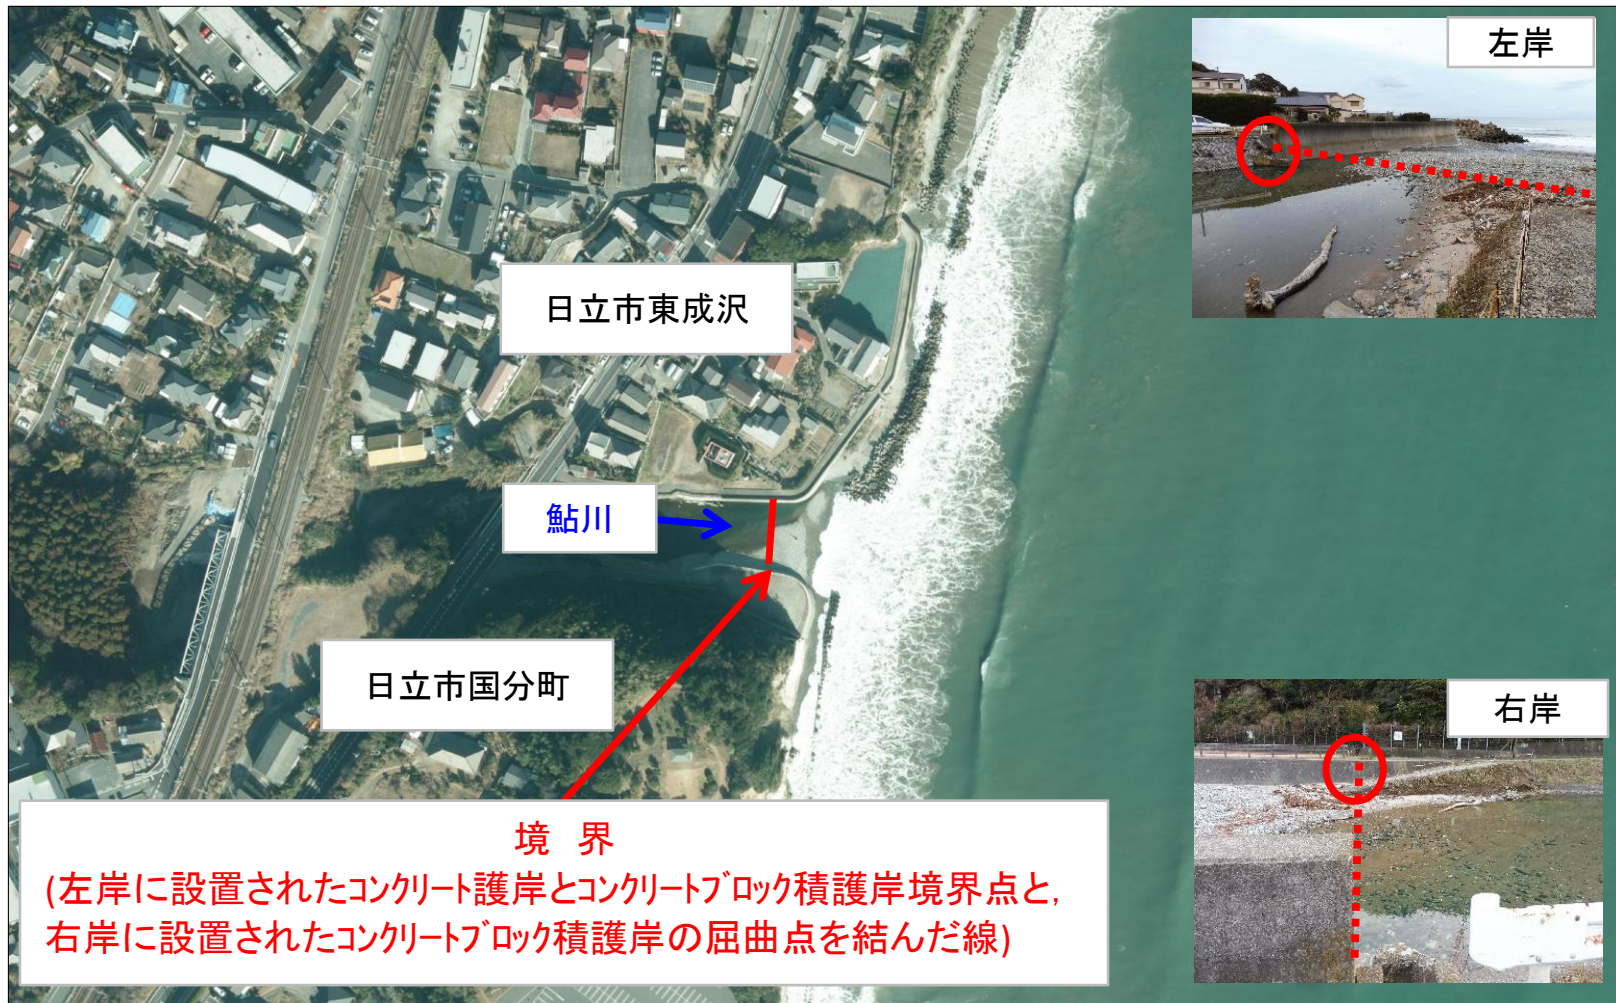 左岸
日立市東成沢
鮎川
日立市国分町
右岸
境　界
(左岸に設置されたコンクリート護岸とコンクリートブロック積護岸境界点と,
右岸に設置されたコンクリートブロック積護岸の屈曲点を結んだ線)